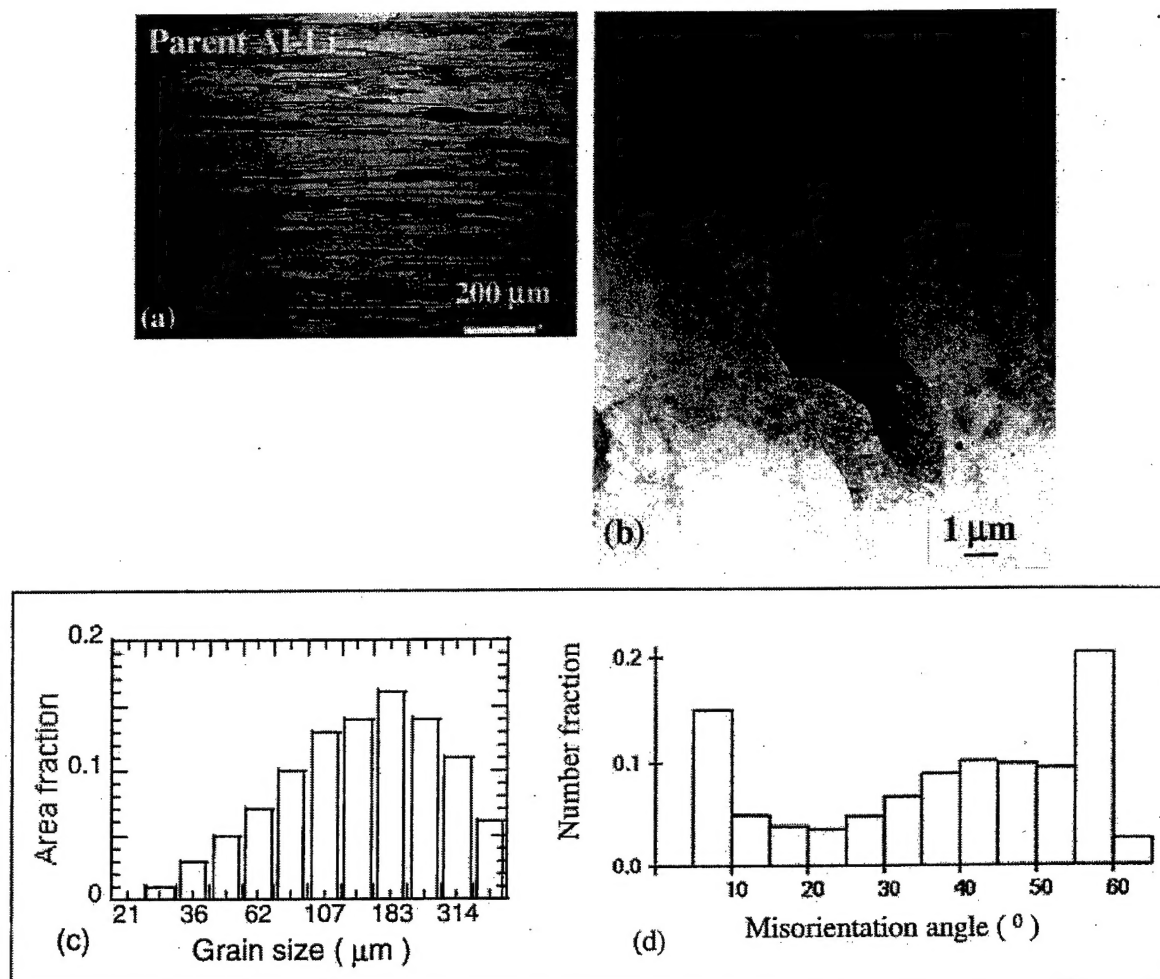 Parent Al-Li
200 μm
(a)
(b)
1 μm
0.2
0.1
0
Area fraction
21 36 62 107 183 314
Grain size ( μm )
(c)
0.2
0.1
0.0
Number fraction
10 20 30 40 50 60
Misorientation angle ( ⁰ )
(d)